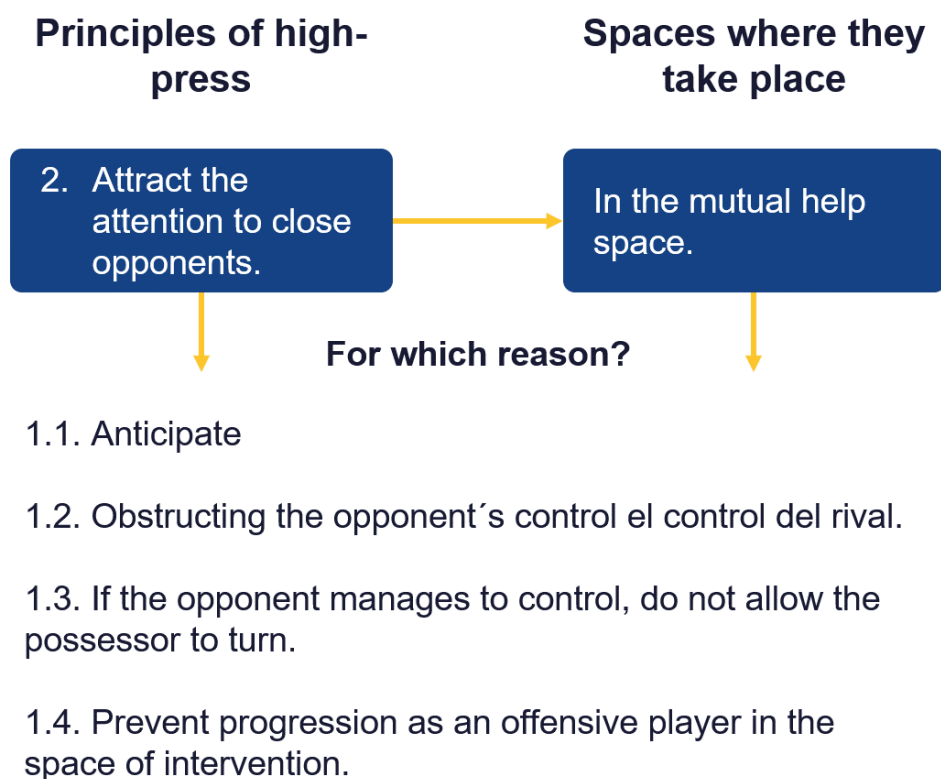 Principles of high-
press
Spaces where they
take place
2. Attract the
attention to close
opponents.
In the mutual help
space.
For which reason?
1.1. Anticipate
1.2. Obstructing the opponent´s control el control del rival.
1.3. If the opponent manages to control, do not allow the
possessor to turn.
1.4. Prevent progression as an offensive player in the
space of intervention.